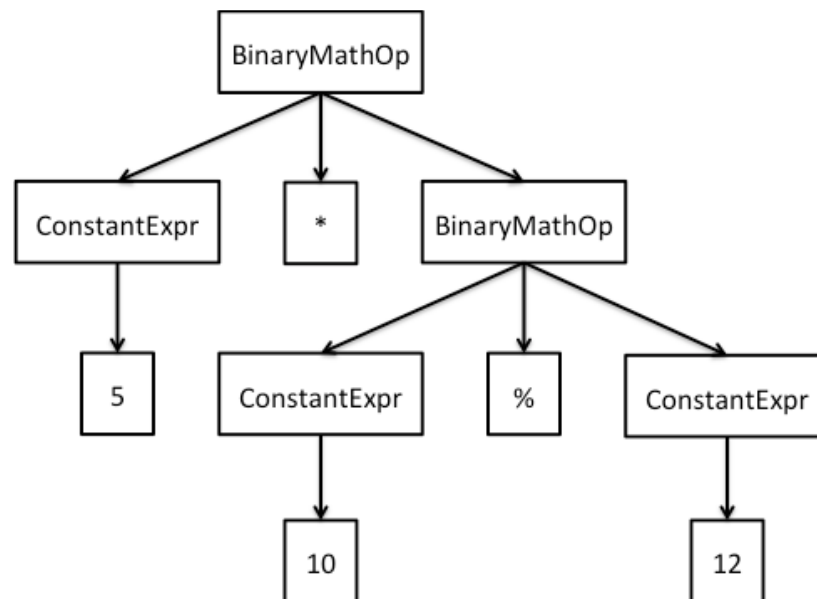 BinaryMathOp
ConstantExpr
*
BinaryMathOp
5
ConstantExpr
%
ConstantExpr
10
12